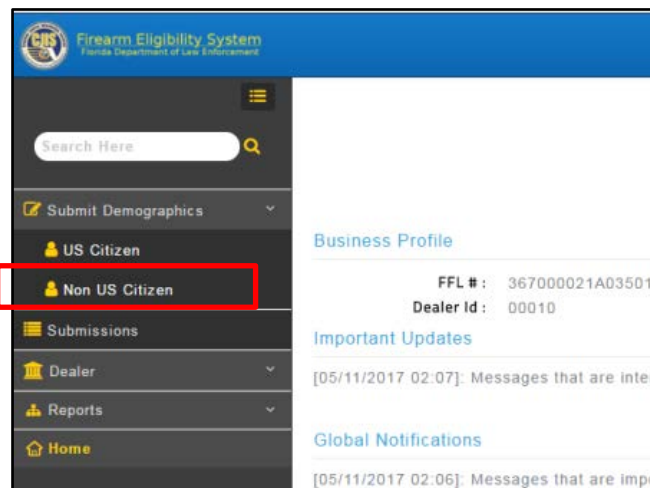 CJIS
Firearm Eligibility System
Florida Department of Law Enforcement
Search Here
Submit Demographics
US Citizen
Non US Citizen
Submissions
Dealer
Reports
Home
Business Profile
FFL # : 367000021A03501
Dealer Id : 00010
Important Updates
[05/11/2017 02:07]: Messages that are inte
Global Notifications
[05/11/2017 02:06]: Messages that are impo